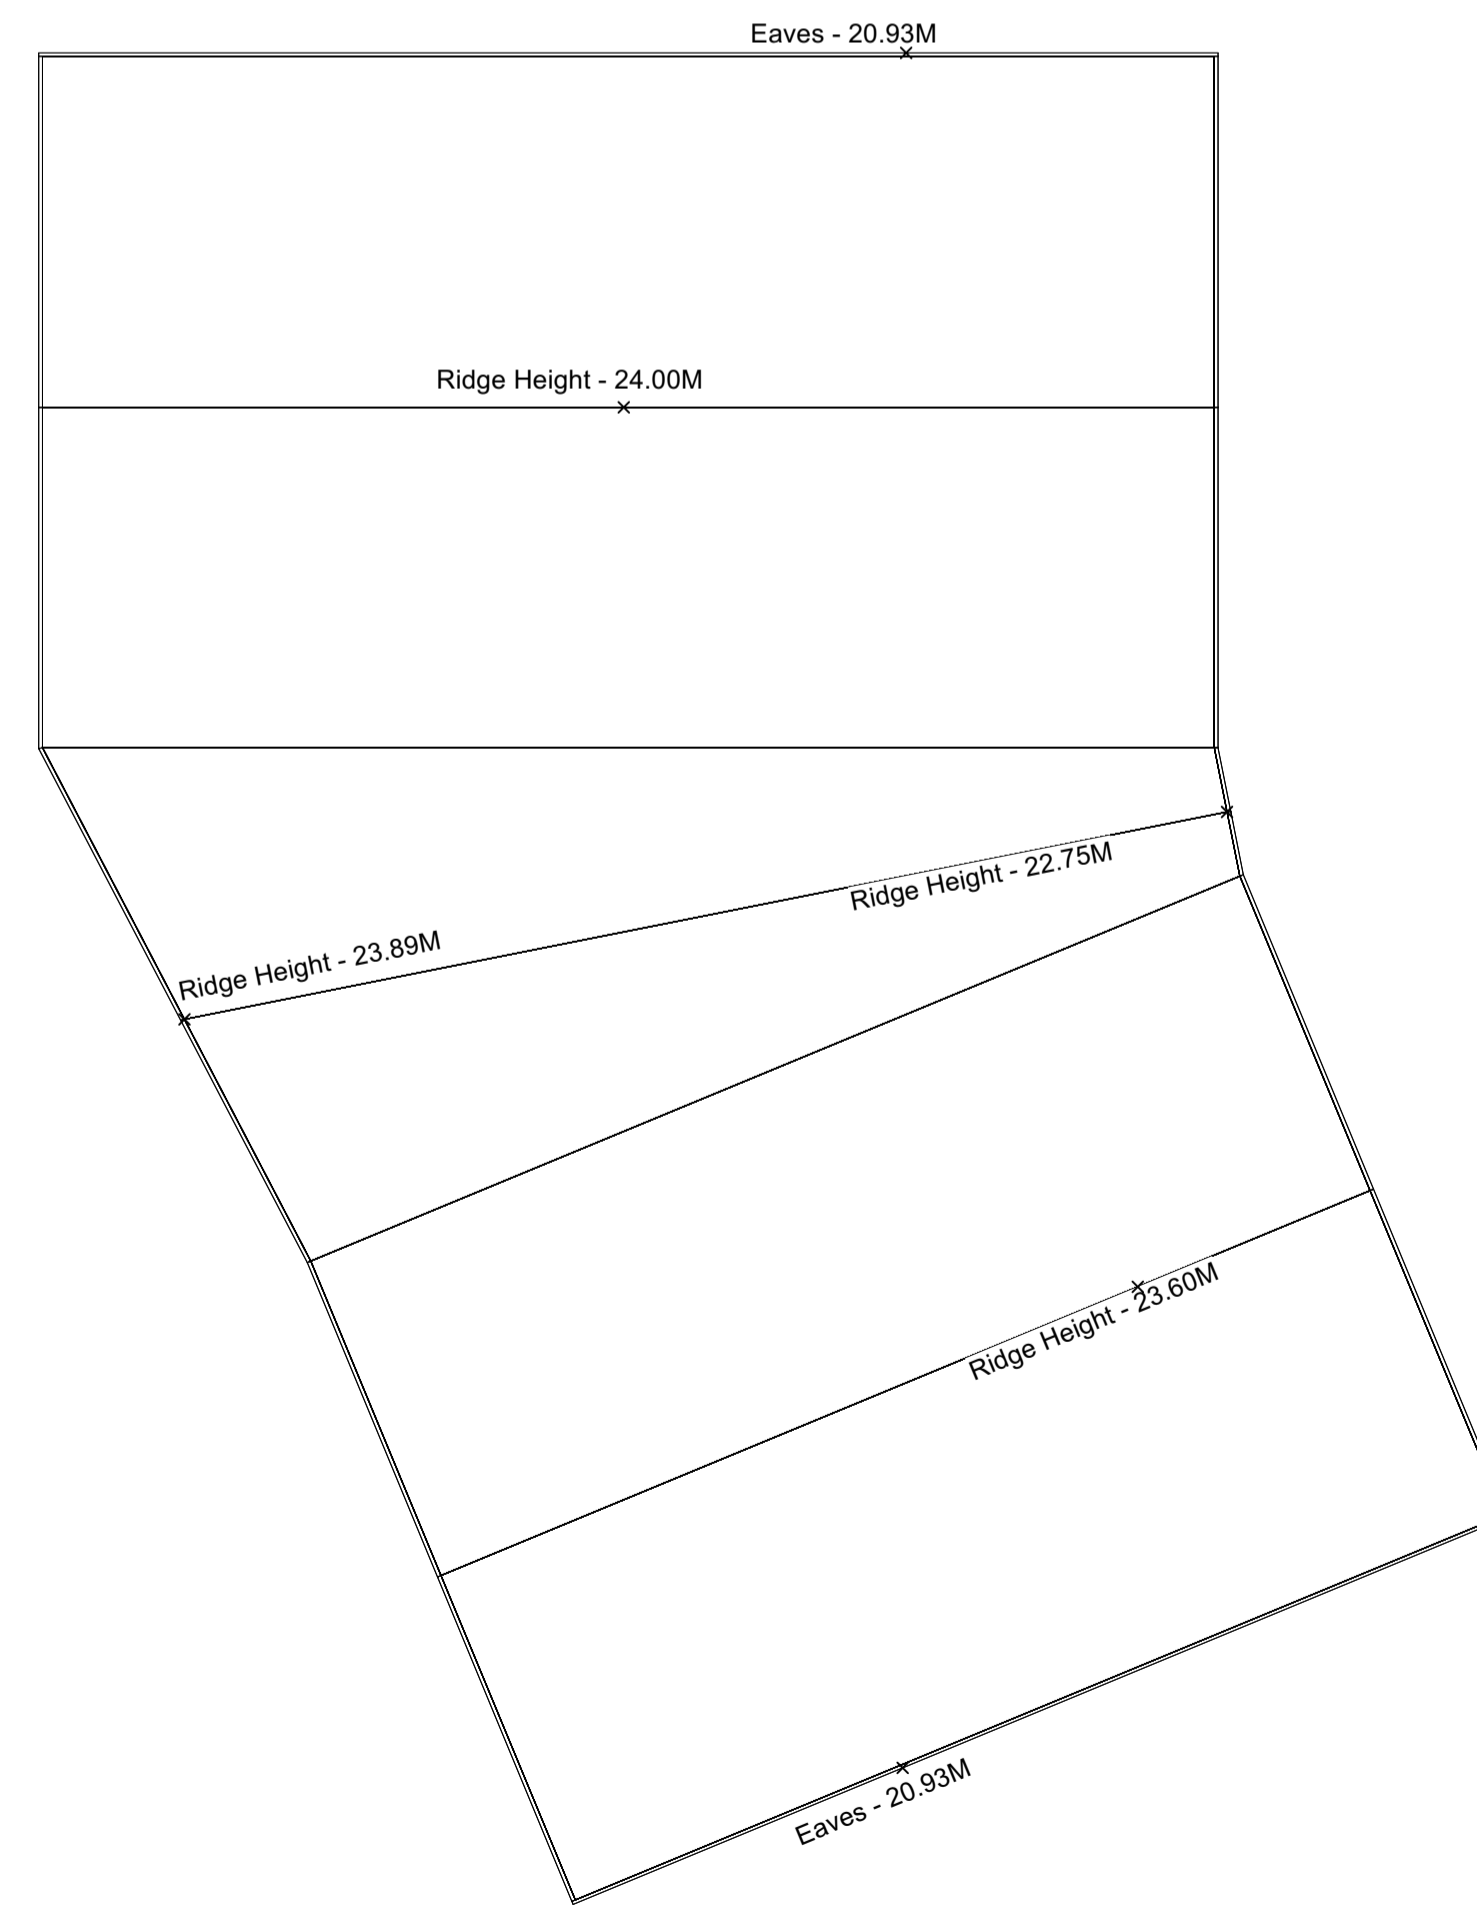 Eaves - 20.93M
Ridge Height - 24.00M
Ridge Height - 22.75M
Ridge Height - 23.89M
Ridge Height - 23.60M
Eaves - 20.93M